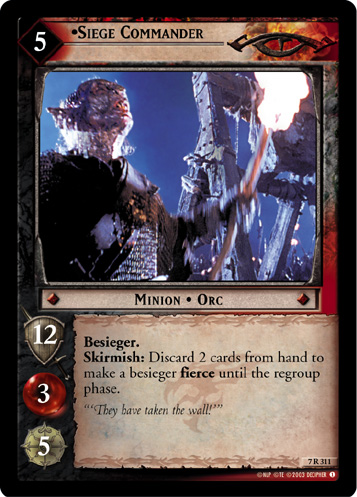 5
•Siege Commander
Minion • Orc
12
Besieger.
Skirmish: Discard 2 cards from hand to
make a besieger fierce until the regroup
phase.
3
“‘They have taken the wall!’”
5
7 R 311
©NLP ©TE ©2003 DECIPHER